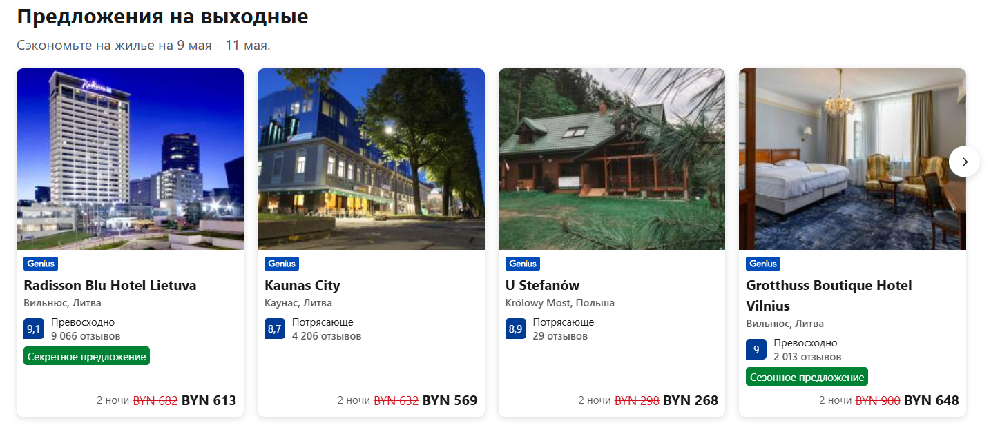 Предложения на выходные
Сэкономьте на жилье на 9 мая - 11 мая.
Radisson
Genius
Radisson Blu Hotel Lietuva
Вильнюс, Литва
9,1
Превосходно
9 066 отзывов
Секретное предложение
2 ночи BYN 682 BYN 613
Genius
Kaunas City
Каунас, Литва
8,7
Потрясающе
4 206 отзывов
2 ночи BYN 632 BYN 569
Genius
U Stefanów
Królowy Most, Польша
8,9
Потрясающе
29 отзывов
2 ночи BYN 298 BYN 268
Genius
Grotthuss Boutique Hotel
Vilnius
Вильнюс, Литва
9
Превосходно
2 013 отзывов
Сезонное предложение
2 ночи BYN 900 BYN 648